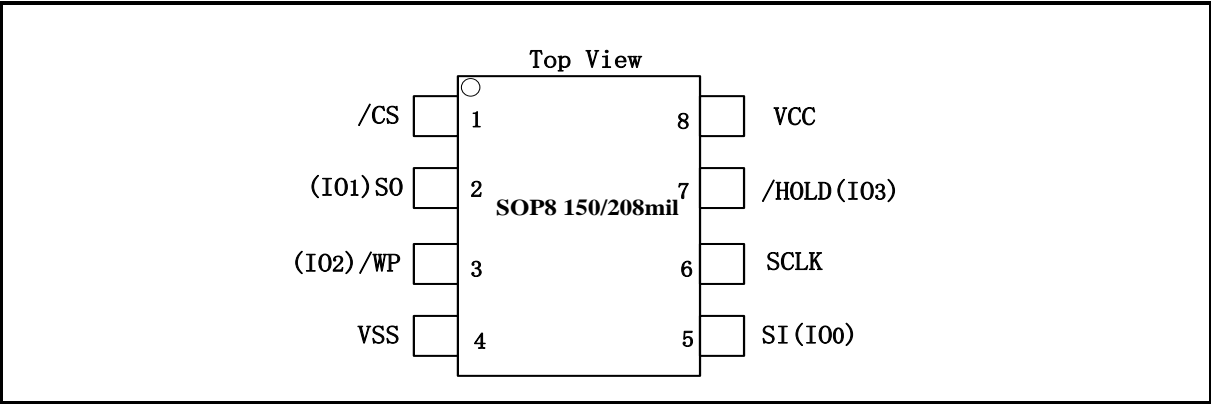 Top View
/CS 1 8 VCC
(IO1)SO 2 7 /HOLD(IO3)
SOP8 150/208mil
(IO2)/WP 3 6 SCLK
VSS 4 5 SI(IO0)